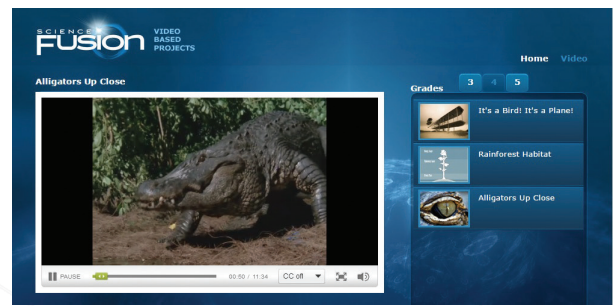 SCIENCE
FUSION
VIDEO
BASED
PROJECTS
Home Video
Alligators Up Close
Grades 3 4 5
It's a Bird! It's a Plane!
Rainforest Habitat
Alligators Up Close
PAUSE 00:50 / 11:34 CC off